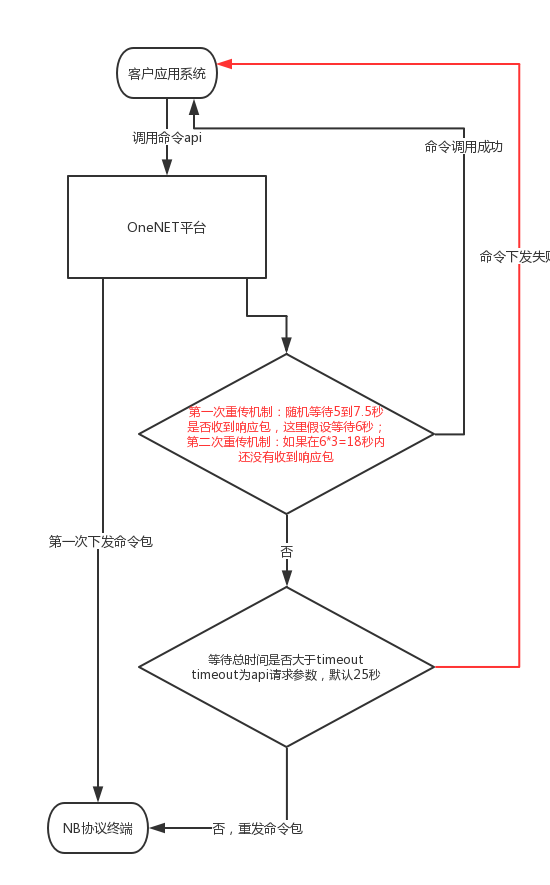 客户应用系统
调用命令api
命令调用成功
OneNET平台
命令下发失
第一次重传机制：随机等待5到7.5秒
是否收到响应包，这里假设等待6秒；
第二次重传机制：如果在6*3=18秒内
还没有收到响应包
第一次下发命令包
否
等待总时间是否大于timeout
timeout为api请求参数，默认25秒
NB协议终端
否，重发命令包